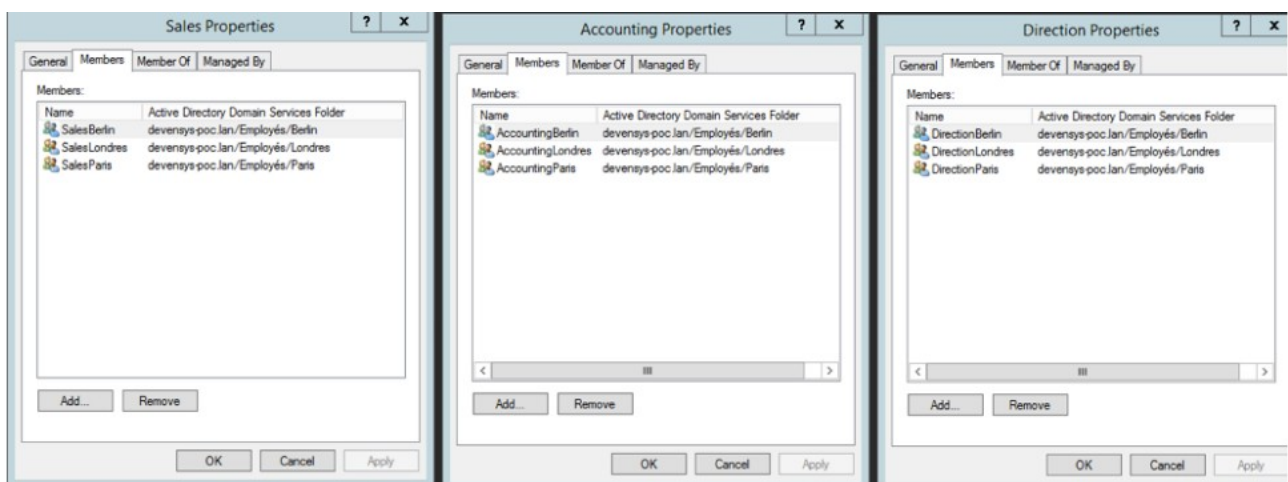 Sales Properties
? x
General Members Member Of Managed By
Members:
Name Active Directory Domain Services Folder
SalesBerlin devensys-poc.lan/Employés/Berlin
SalesLondres devensys-poc.lan/Employés/Londres
SalesParis devensys-poc.lan/Employés/Paris
Add... Remove
OK Cancel Apply
Accounting Properties
? x
General Members Member Of Managed By
Members:
Name Active Directory Domain Services Folder
AccountingBerlin devensys-poc.lan/Employés/Berlin
AccountingLondres devensys-poc.lan/Employés/Londres
AccountingParis devensys-poc.lan/Employés/Paris
Add... Remove
OK Cancel Apply
Direction Properties
? x
General Members Member Of Managed By
Members:
Name Active Directory Domain Services Folder
DirectionBerlin devensys-poc.lan/Employés/Berlin
DirectionLondres devensys-poc.lan/Employés/Londres
DirectionParis devensys-poc.lan/Employés/Paris
Add... Remove
OK Cancel Apply